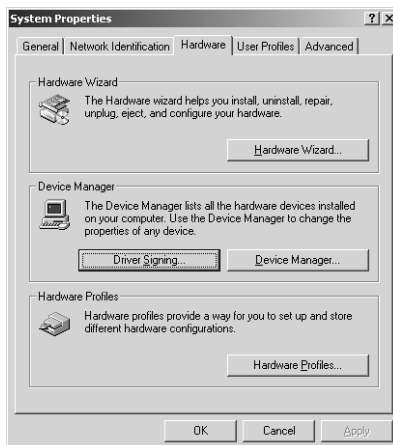 System Properties
General Network Identification Hardware User Profiles Advanced
Hardware Wizard
The Hardware wizard helps you install, uninstall, repair,
unplug, eject, and configure your hardware.
Hardware Wizard...
Device Manager
The Device Manager lists all the hardware devices installed
on your computer. Use the Device Manager to change the
properties of any device.
Driver Signing... Device Manager...
Hardware Profiles
Hardware profiles provide a way for you to set up and store
different hardware configurations.
Hardware Profiles...
OK Cancel Apply